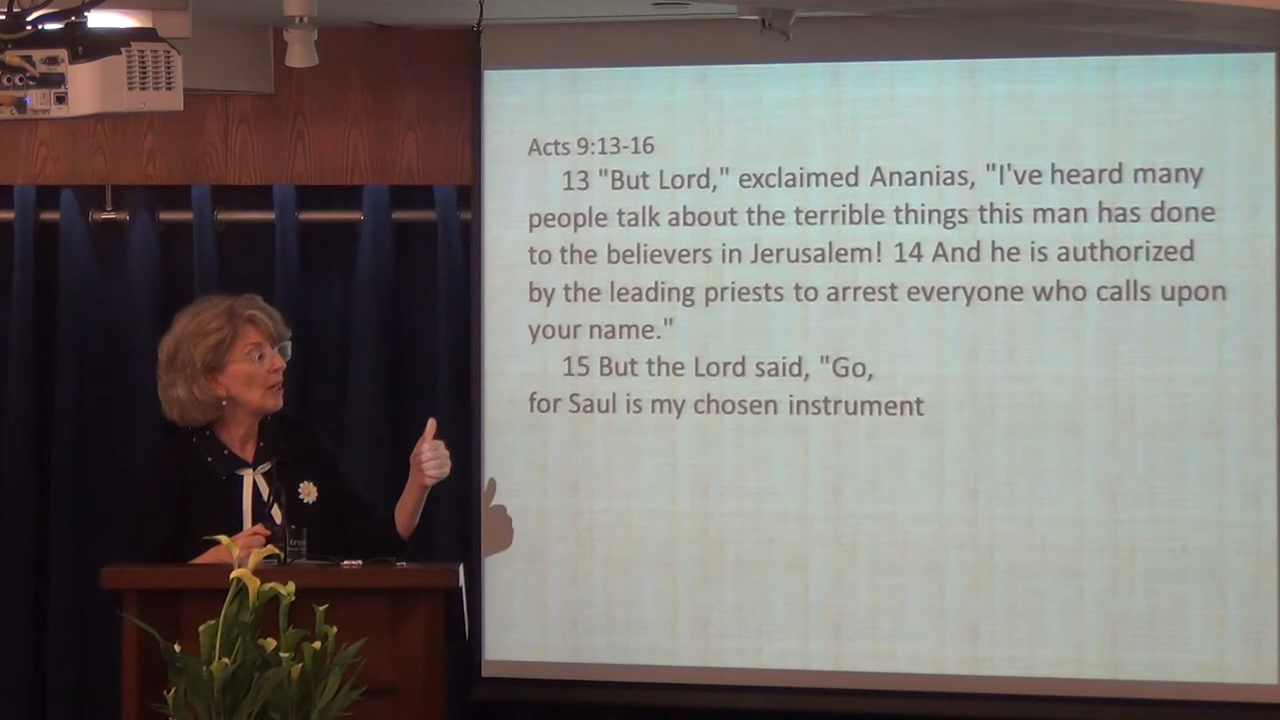 Acts 9:13-16
13 "But Lord," exclaimed Ananias, "I've heard many
people talk about the terrible things this man has done
to the believers in Jerusalem! 14 And he is authorized
by the leading priests to arrest everyone who calls upon
your name."
15 But the Lord said, "Go,
for Saul is my chosen instrument